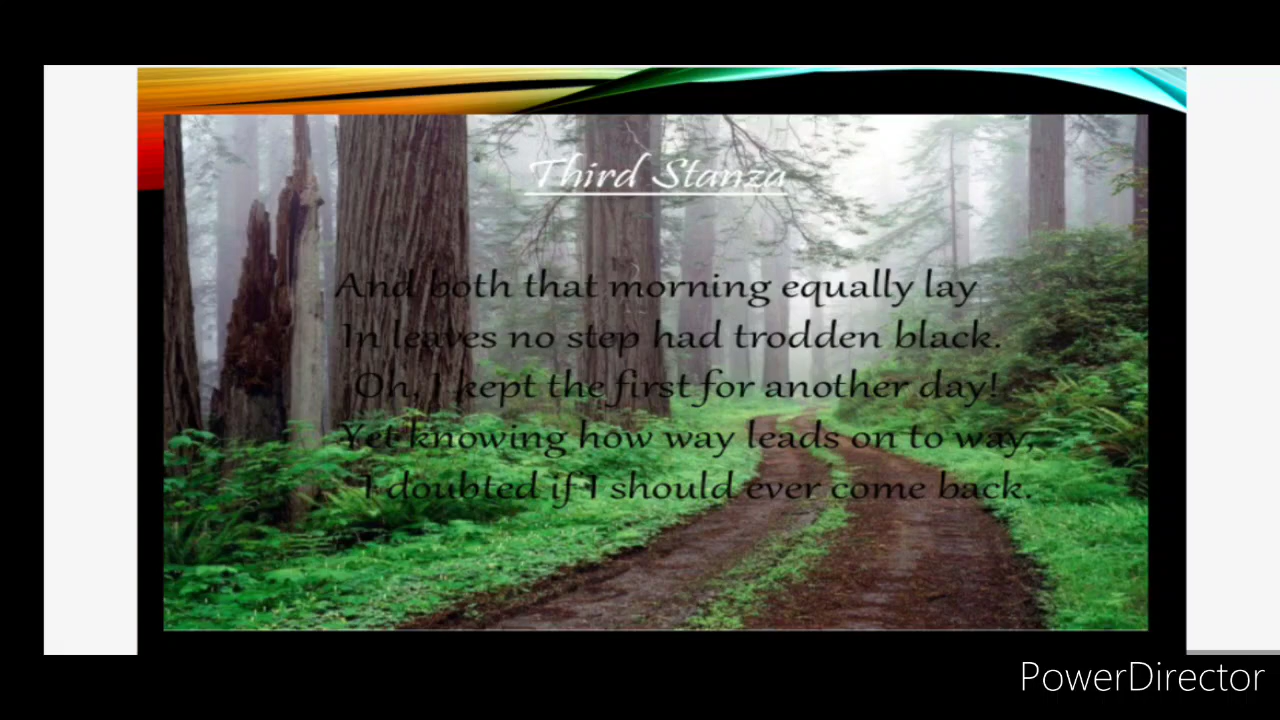 Third Stanza
And both that morning equally lay
In leaves no step had trodden black.
Oh, I kept the first for another day!
Yet knowing how way leads on to way,
I doubted if I should ever come back.
PowerDirector